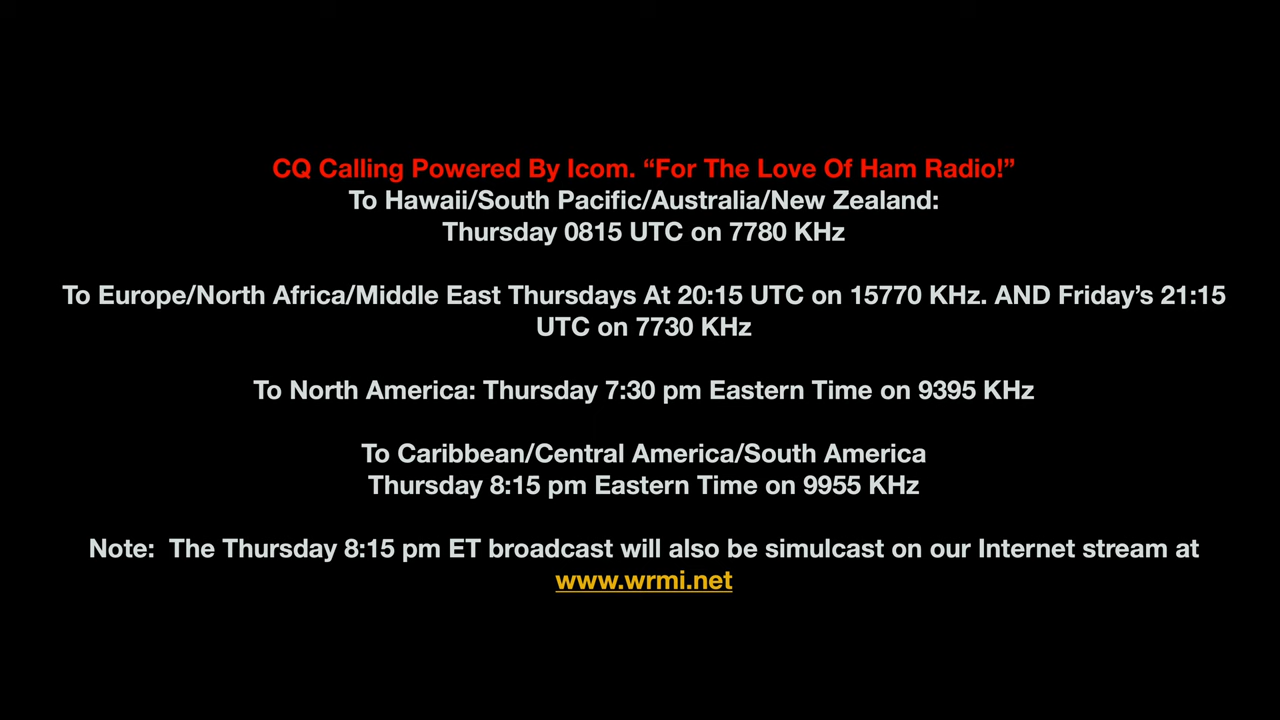 CQ Calling Powered By Icom. “For The Love Of Ham Radio!”
To Hawaii/South Pacific/Australia/New Zealand:
Thursday 0815 UTC on 7780 KHz
To Europe/North Africa/Middle East Thursdays At 20:15 UTC on 15770 KHz. AND Friday’s 21:15
UTC on 7730 KHz
To North America: Thursday 7:30 pm Eastern Time on 9395 KHz
To Caribbean/Central America/South America
Thursday 8:15 pm Eastern Time on 9955 KHz
Note:  The Thursday 8:15 pm ET broadcast will also be simulcast on our Internet stream at
www.wrmi.net